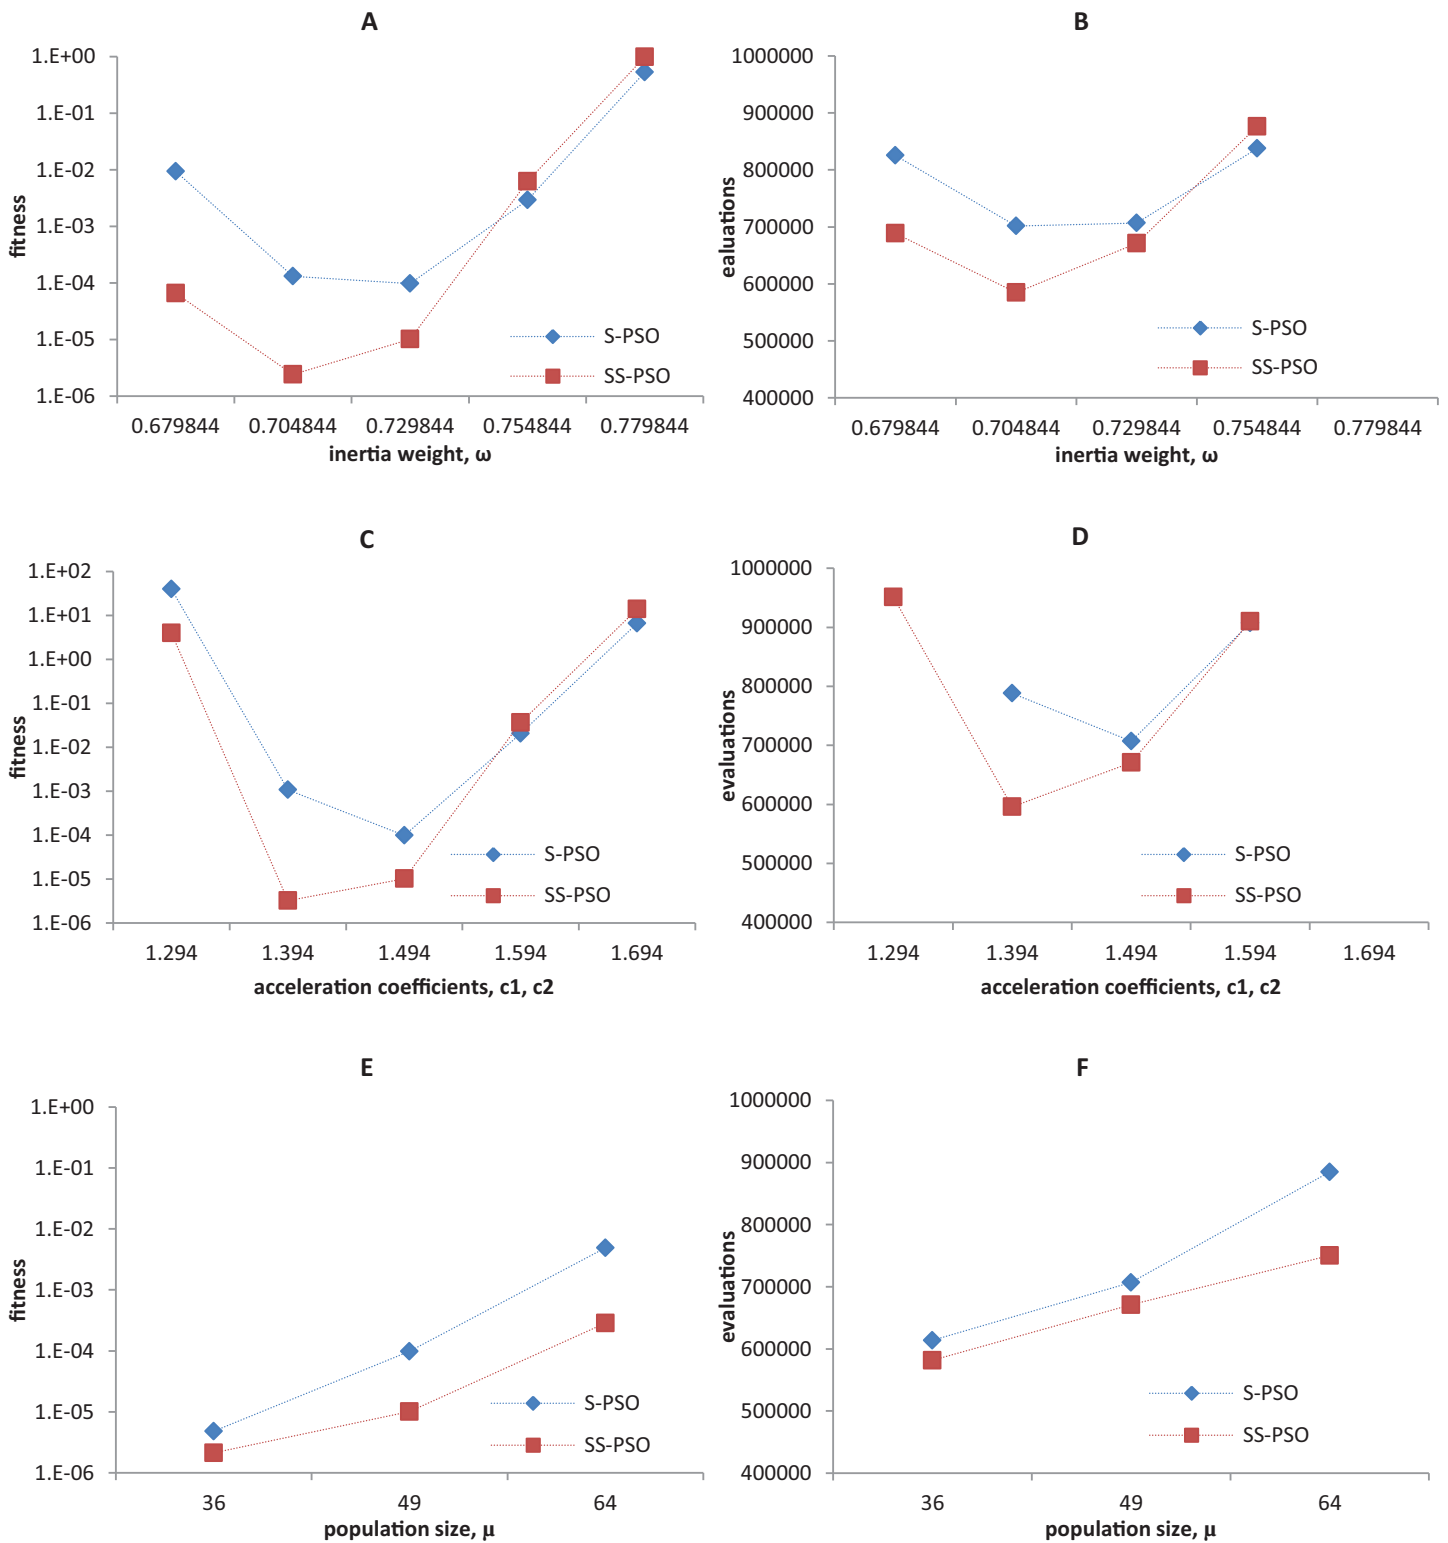 A
1.E+00
1.E-01
1.E-02
1.E-03
1.E-04
1.E-05
1.E-06
fitness
S-PSO
SS-PSO
0.679844 0.704844 0.729844 0.754844 0.779844
inertia weight, ω
B
1000000
900000
800000
700000
600000
500000
400000
ealuations
S-PSO
SS-PSO
0.679844 0.704844 0.729844 0.754844 0.779844
inertia weight, ω
C
1.E+02
1.E+01
1.E+00
1.E-01
1.E-02
1.E-03
1.E-04
1.E-05
1.E-06
fitness
S-PSO
SS-PSO
1.294 1.394 1.494 1.594 1.694
acceleration coefficients, c1, c2
D
1000000
900000
800000
700000
600000
500000
400000
evaluations
S-PSO
SS-PSO
1.294 1.394 1.494 1.594 1.694
acceleration coefficients, c1, c2
E
1.E+00
1.E-01
1.E-02
1.E-03
1.E-04
1.E-05
1.E-06
fitness
S-PSO
SS-PSO
36 49 64
population size, μ
F
1000000
900000
800000
700000
600000
500000
400000
evaluations
S-PSO
SS-PSO
36 49 64
population size, μ